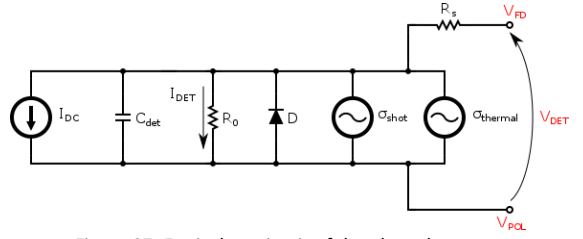 Rs
VFD
IDC
Cdet
IDET
R0
D
σshot
σthermal
VDET
VPOL